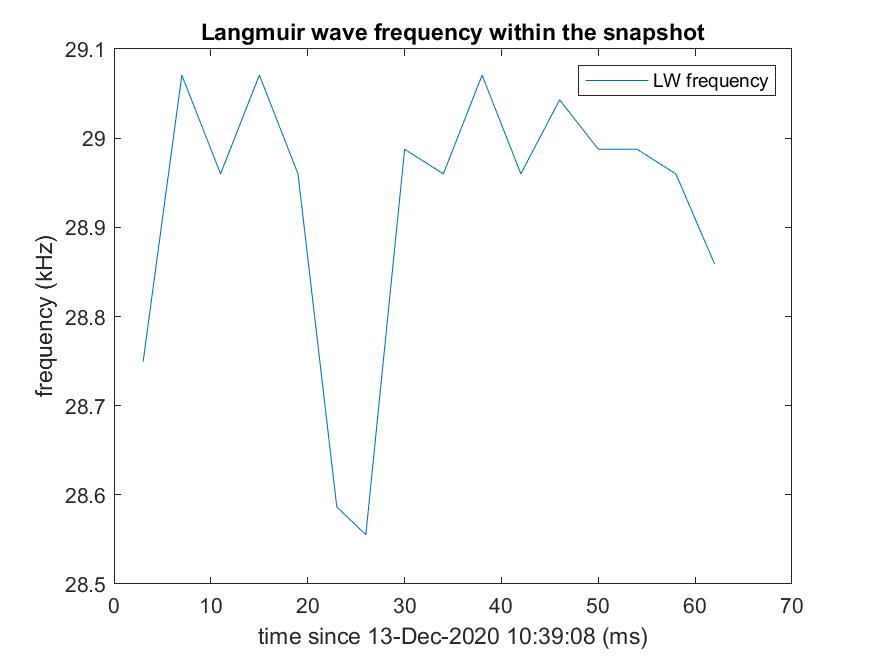 Langmuir wave frequency within the snapshot
29.1
29
28.9
28.8
28.7
28.6
28.5
frequency (kHz)
LW frequency
0 10 20 30 40 50 60 70
time since 13-Dec-2020 10:39:08 (ms)